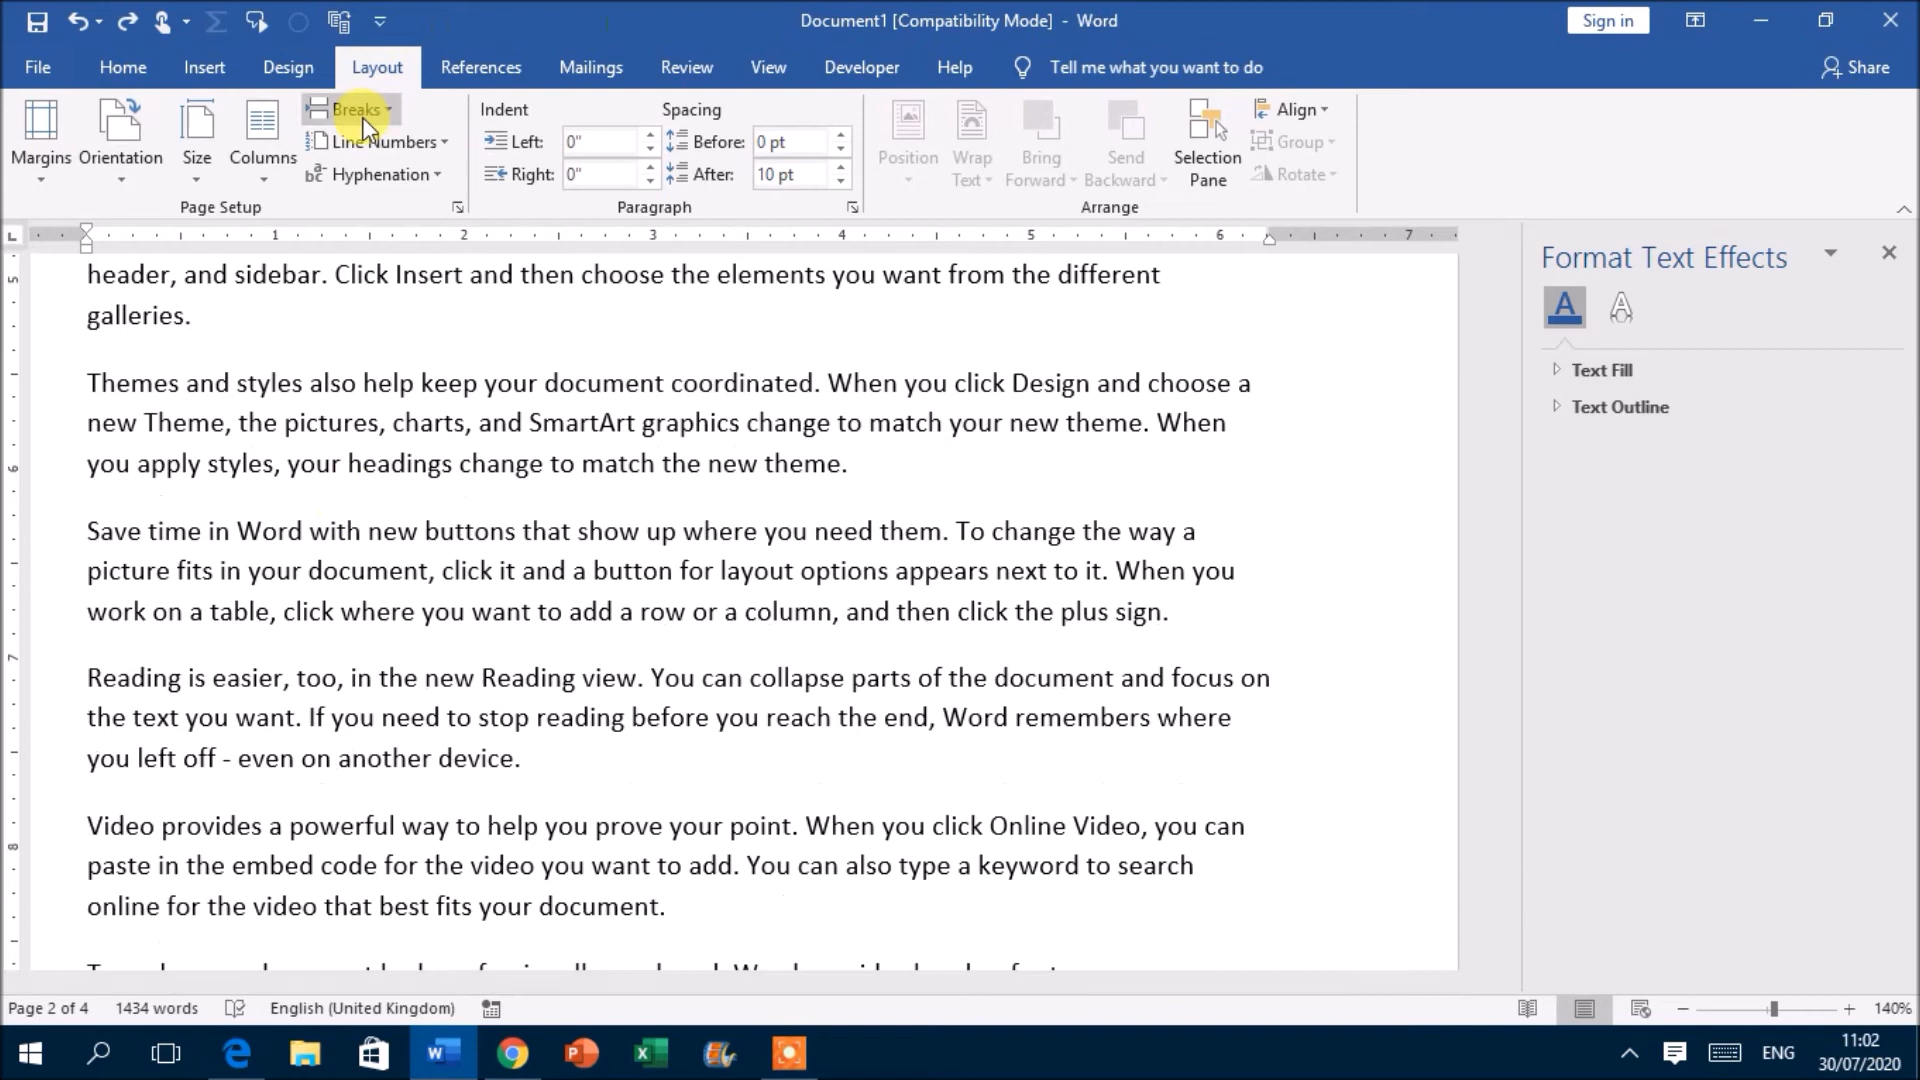 Document1 [Compatibility Mode] - Word
Sign in
File Home Insert Design Layout References Mailings Review View Developer Help Tell me what you want to do Share
Margins Orientation Size Columns
Breaks
Line Numbers
Hyphenation
Page Setup
Indent Spacing
Left: 0" Before: 0 pt
Right: 0" After: 10 pt
Paragraph
Position Wrap Text Bring Forward Send Backward Selection Pane
Align
Group
Rotate
Arrange
L 1 2 3 4 5 6 7
5
6
7
8
header, and sidebar. Click Insert and then choose the elements you want from the different
galleries.
Themes and styles also help keep your document coordinated. When you click Design and choose a
new Theme, the pictures, charts, and SmartArt graphics change to match your new theme. When
you apply styles, your headings change to match the new theme.
Save time in Word with new buttons that show up where you need them. To change the way a
picture fits in your document, click it and a button for layout options appears next to it. When you
work on a table, click where you want to add a row or a column, and then click the plus sign.
Reading is easier, too, in the new Reading view. You can collapse parts of the document and focus on
the text you want. If you need to stop reading before you reach the end, Word remembers where
you left off - even on another device.
Video provides a powerful way to help you prove your point. When you click Online Video, you can
paste in the embed code for the video you want to add. You can also type a keyword to search
online for the video that best fits your document.
Format Text Effects
Text Fill
Text Outline
Page 2 of 4 1434 words English (United Kingdom) 140%
ENG
11:02
30/07/2020